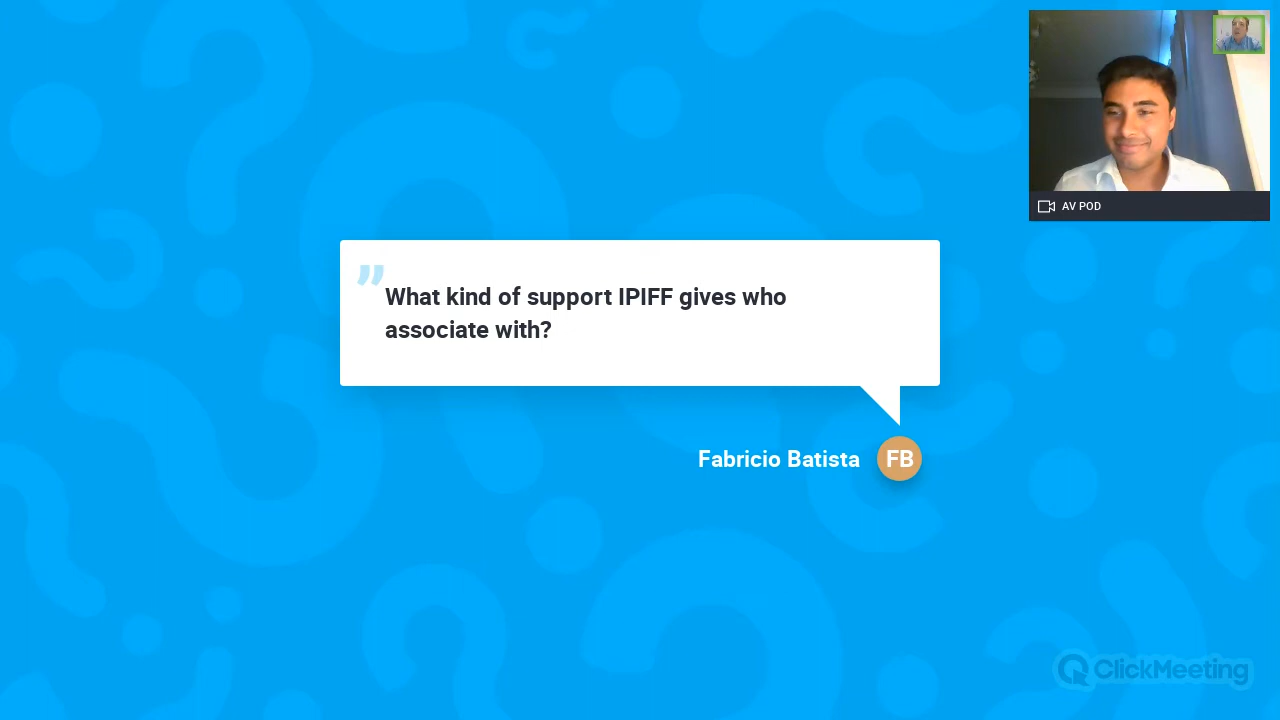 AV POD
”
What kind of support IPIFF gives who
associate with?
Fabricio Batista
FB
ClickMeeting